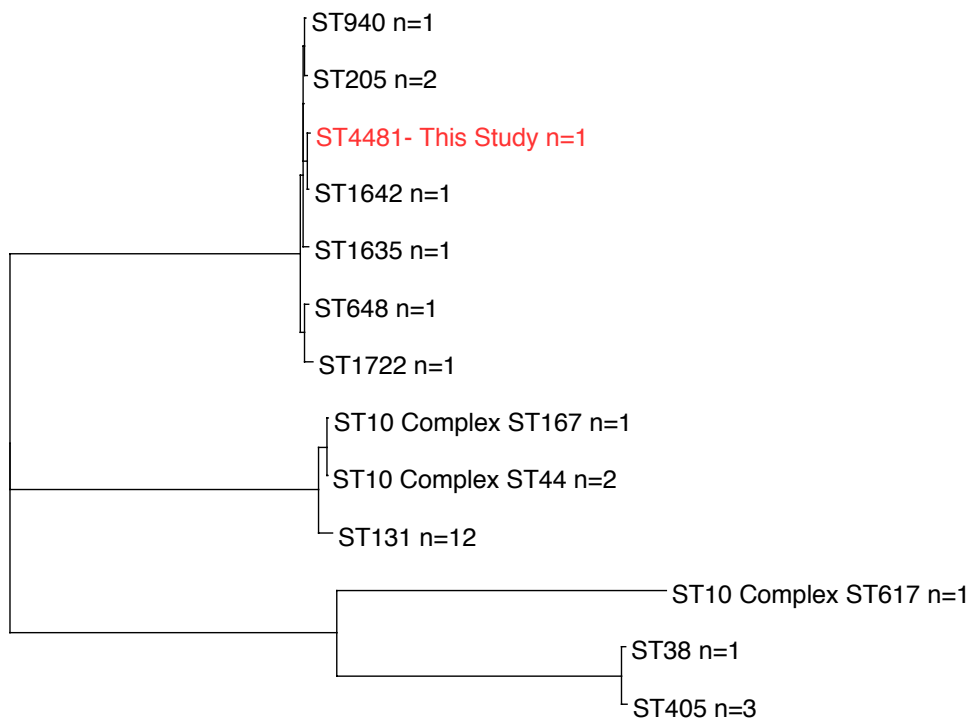 ST940 n=1
ST205 n=2
ST4481- This Study n=1
ST1642 n=1
ST1635 n=1
ST648 n=1
ST1722 n=1
ST10 Complex ST167 n=1
ST10 Complex ST44 n=2
ST131 n=12
ST10 Complex ST617 n=1
ST38 n=1
ST405 n=3